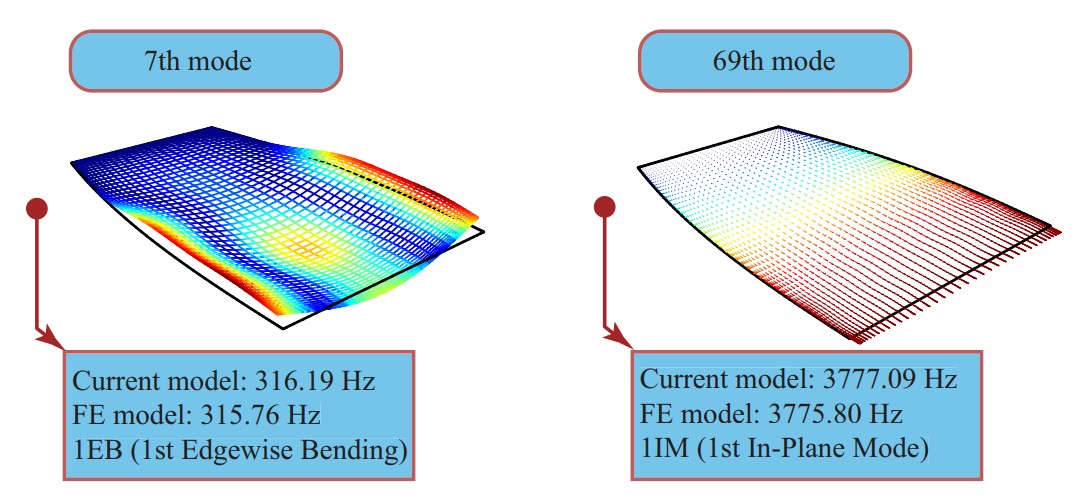 7th mode
69th mode
Current model: 316.19 Hz
FE model: 315.76 Hz
1EB (1st Edgewise Bending)
Current model: 3777.09 Hz
FE model: 3775.80 Hz
1IM (1st In-Plane Mode)